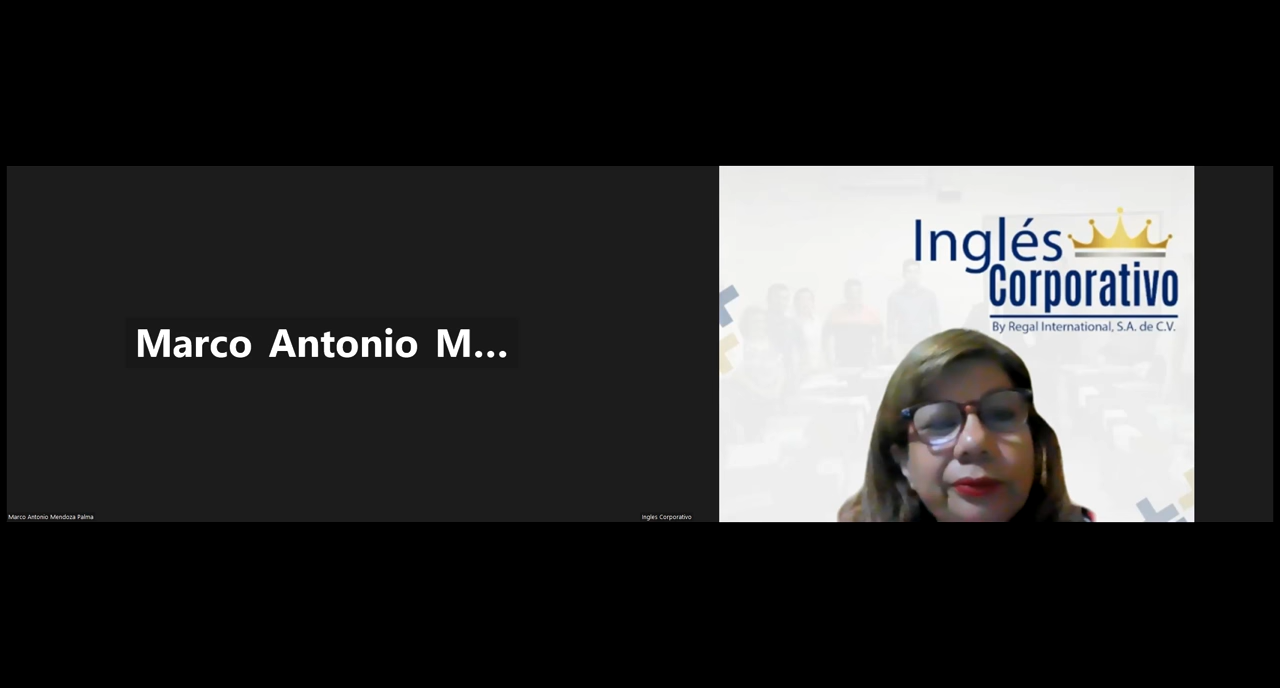 Marco Antonio M...
Marco Antonio Mendoza Palma
Inglés
Corporativo
By Regal International, S.A. de C.V.
Ingles Corporativo